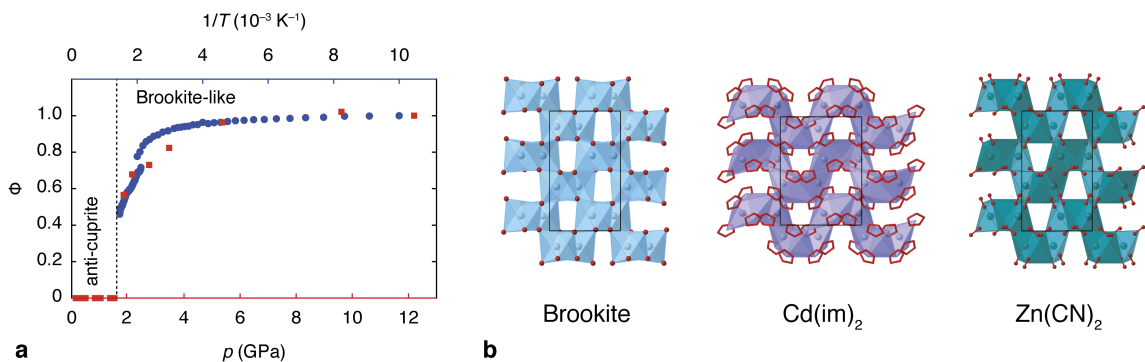 1/T (10⁻³ K⁻¹)
0 2 4 6 8 10
Brookite-like
anti-cuprite
Φ
1.0
0.8
0.6
0.4
0.2
0
0 2 4 6 8 10 12
p (GPa)
a
b
Brookite
Cd(im)₂
Zn(CN)₂